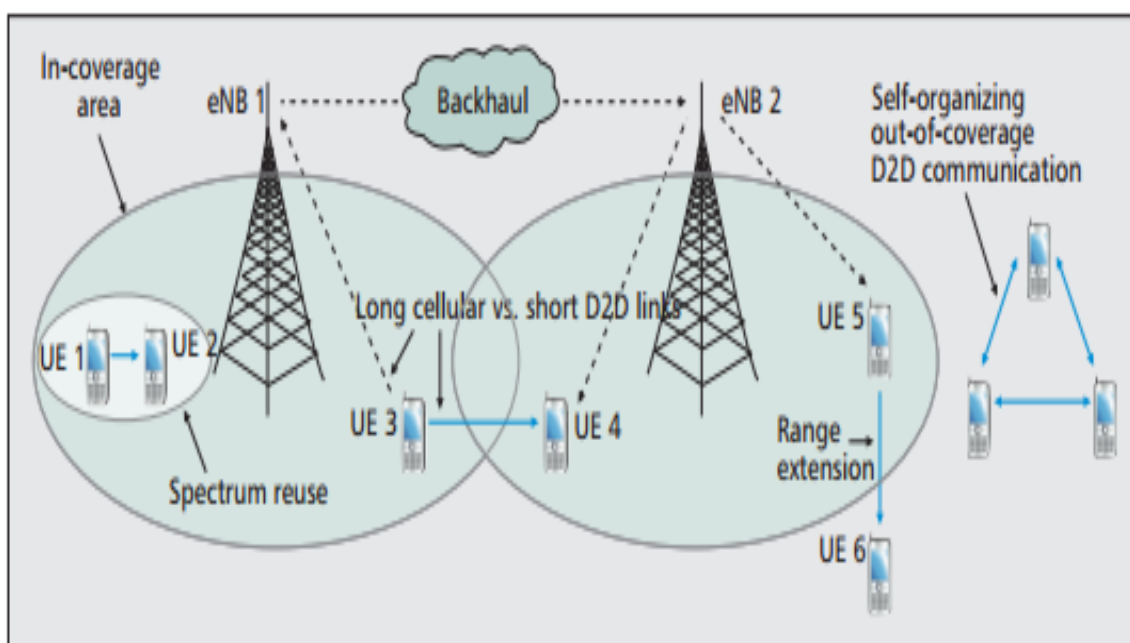 In-coverage
area
eNB 1
Backhaul
eNB 2
Self-organizing
out-of-coverage
D2D communication
Long cellular vs. short D2D links
UE 1
UE 2
UE 3
UE 4
UE 5
Range
extension
Spectrum reuse
UE 6